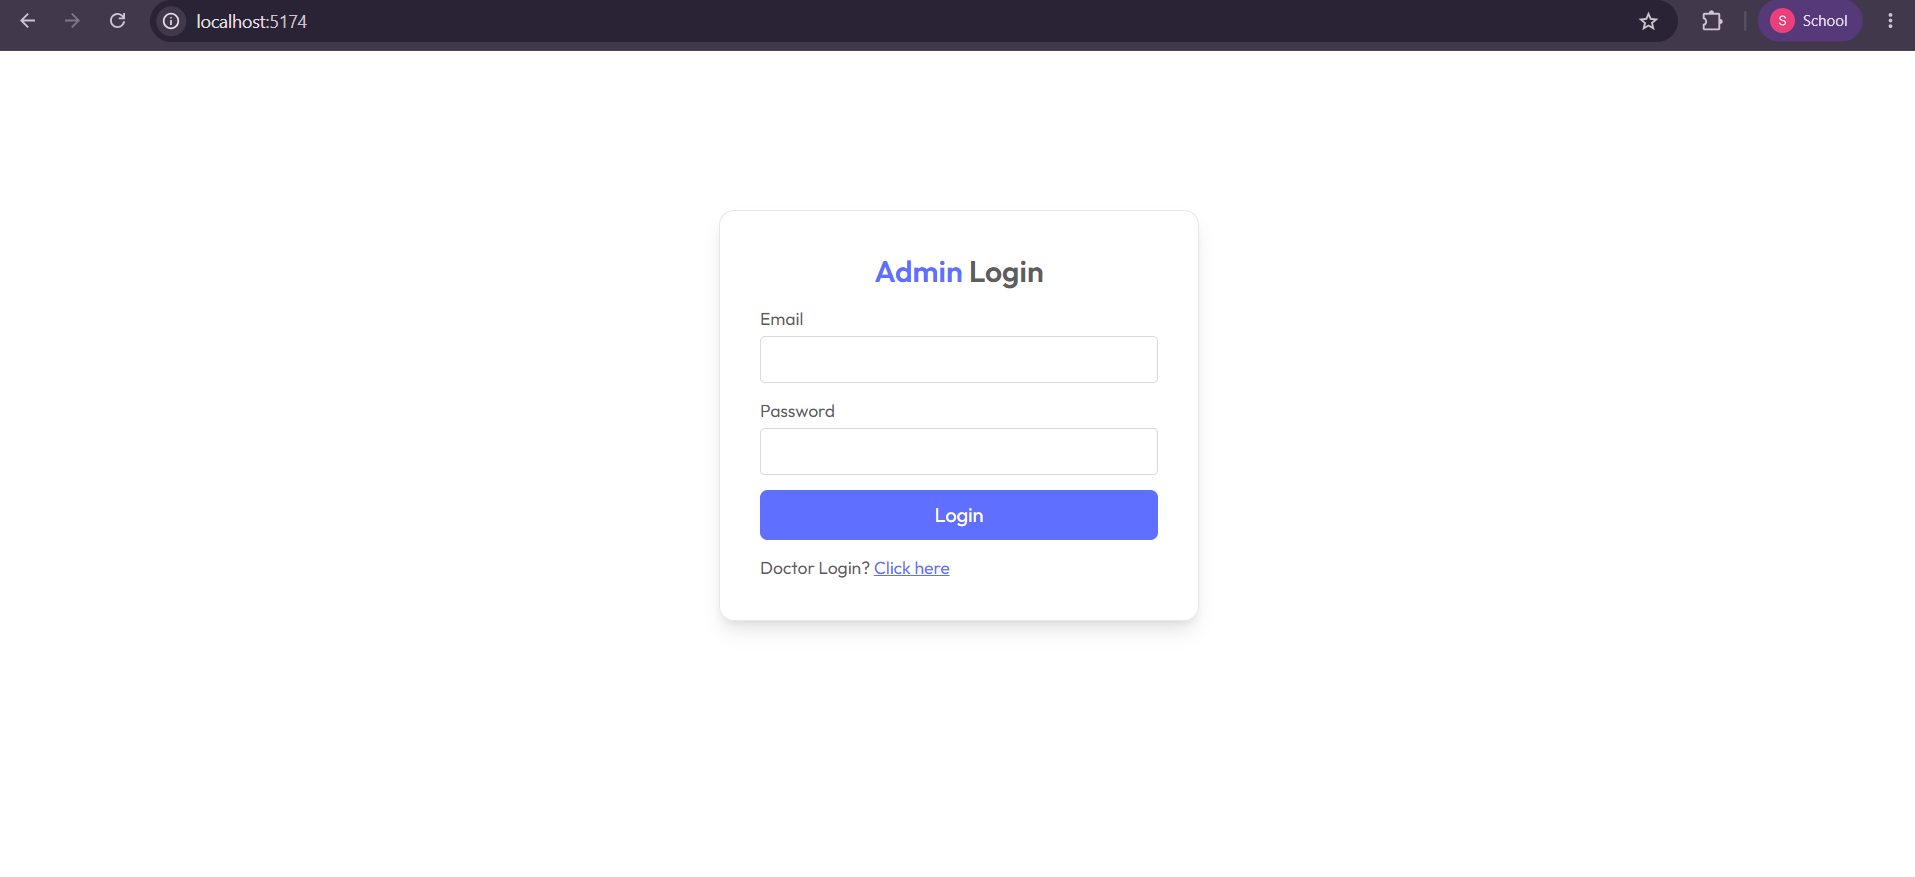 localhost:5174
S School
Admin Login
Email
Password
Login
Doctor Login? Click here